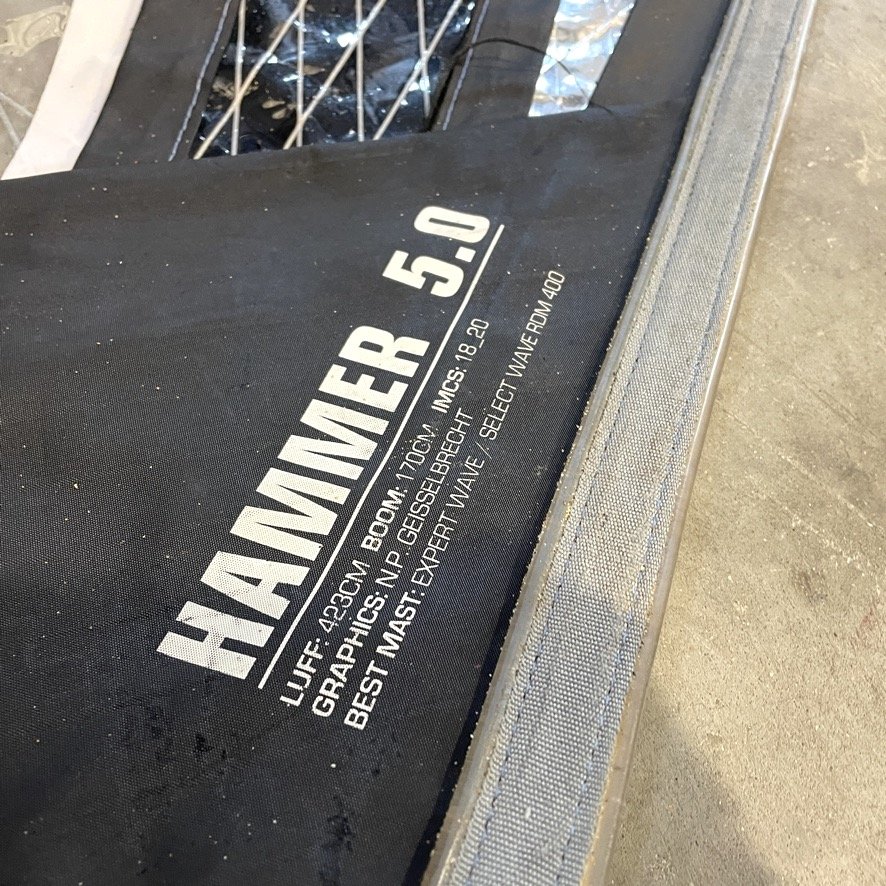 HAMMER 5.0
LUFF: 423CM BOOM: 170CM IMCS: 18_20
GRAPHICS: N.P. GEISSELBRECHT
BEST MAST: EXPERT WAVE / SELECT WAVE RDM 400